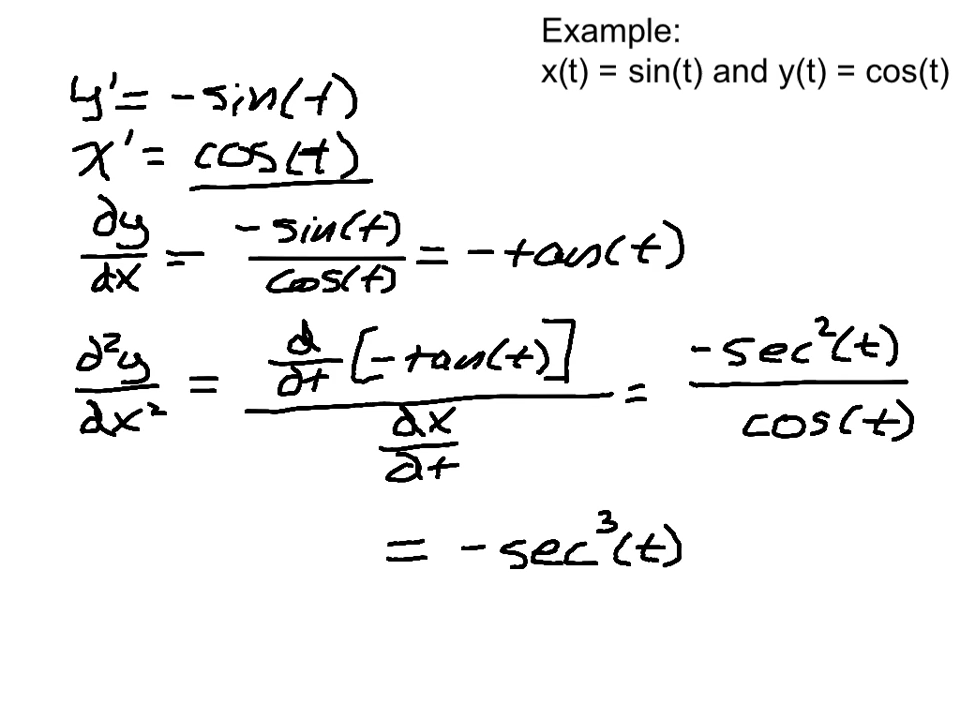 Example:
x(t) = sin(t) and y(t) = cos(t)
y' = -sin(t)
x' = cos(t)
dy/dx = -sin(t)/cos(t) = -tan(t)
d²y/dx² = d/dt[-tan(t)] / dx/dt = -sec²(t)/cos(t)
= -sec³(t)